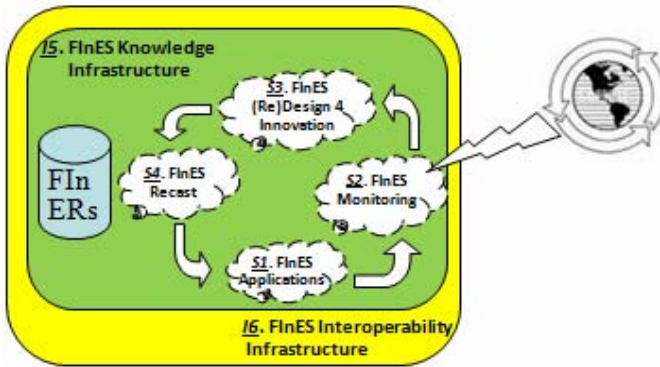 I5. FInES Knowledge
Infrastructure
S3. FInES
(Re)Design 4
Innovation
FIn
ERs
S4. FInES
Recast
S2. FInES
Monitoring
S1. FInES
Applications
I6. FInES Interoperability
Infrastructure